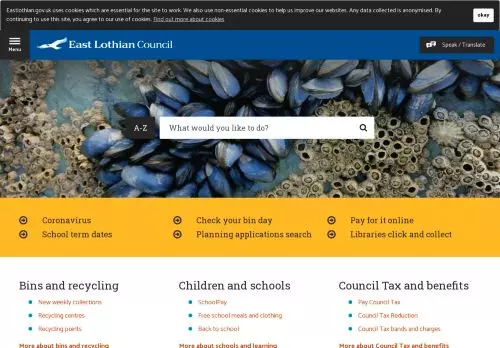 Eastlothian.gov.uk uses cookies which are essential for the site to work. We also use non-essential cookies to help us improve our websites. Any data collected is anonymised. By
continuing to use this site, you agree to our use of cookies. Find out more about cookies
okay
Menu
East Lothian Council
Speak / Translate
A-Z
What would you like to do?
Coronavirus
Check your bin day
Pay for it online
School term dates
Planning applications search
Libraries click and collect
Bins and recycling
Children and schools
Council Tax and benefits
New weekly collections
SchoolPay
Pay Council Tax
Recycling centres
Free school meals and clothing
Council Tax Reduction
Recycling points
Back to school
Council Tax bands and charges
More about bins and recycling
More about schools and learning
More about Council Tax and benefits